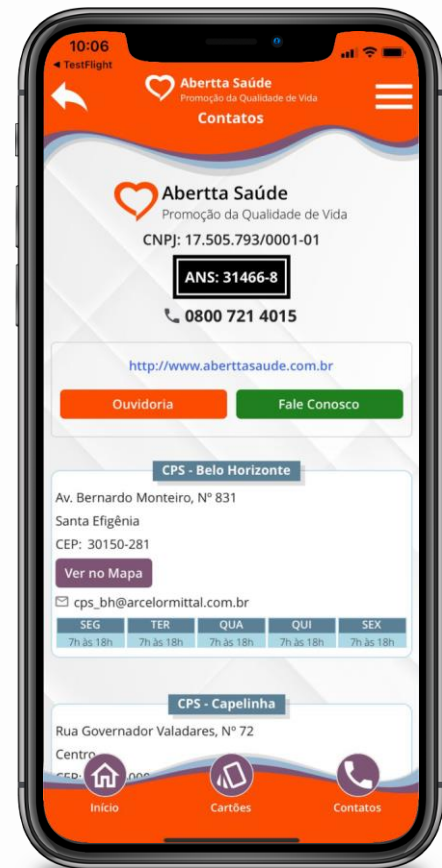 10:06
◄ TestFlight
Abertta Saúde
Promoção da Qualidade de Vida
Contatos
Abertta Saúde
Promoção da Qualidade de Vida
CNPJ: 17.505.793/0001-01
ANS: 31466-8
0800 721 4015
http://www.aberttasaude.com.br
Ouvidoria Fale Conosco
CPS - Belo Horizonte
Av. Bernardo Monteiro, Nº 831
Santa Efigênia
CEP: 30150-281
Ver no Mapa
cps_bh@arcelormittal.com.br
SEG TER QUA QUI SEX
7h às 18h 7h às 18h 7h às 18h 7h às 18h 7h às 18h
CPS - Capelinha
Rua Governador Valadares, Nº 72
Centro
CEP:
Início Cartões Contatos